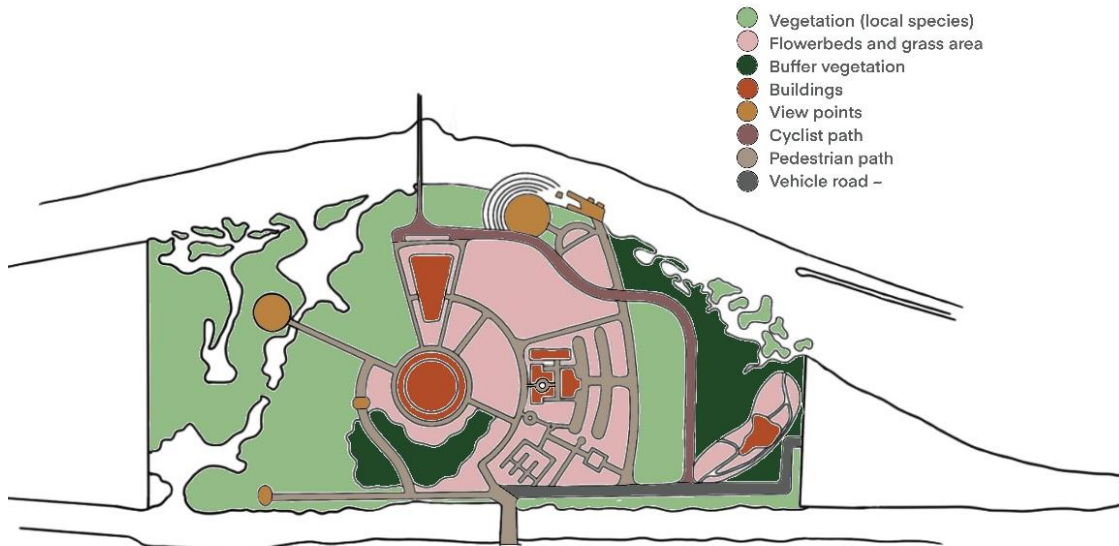 Vegetation (local species)
Flowerbeds and grass area
Buffer vegetation
Buildings
View points
Cyclist path
Pedestrian path
Vehicle road –